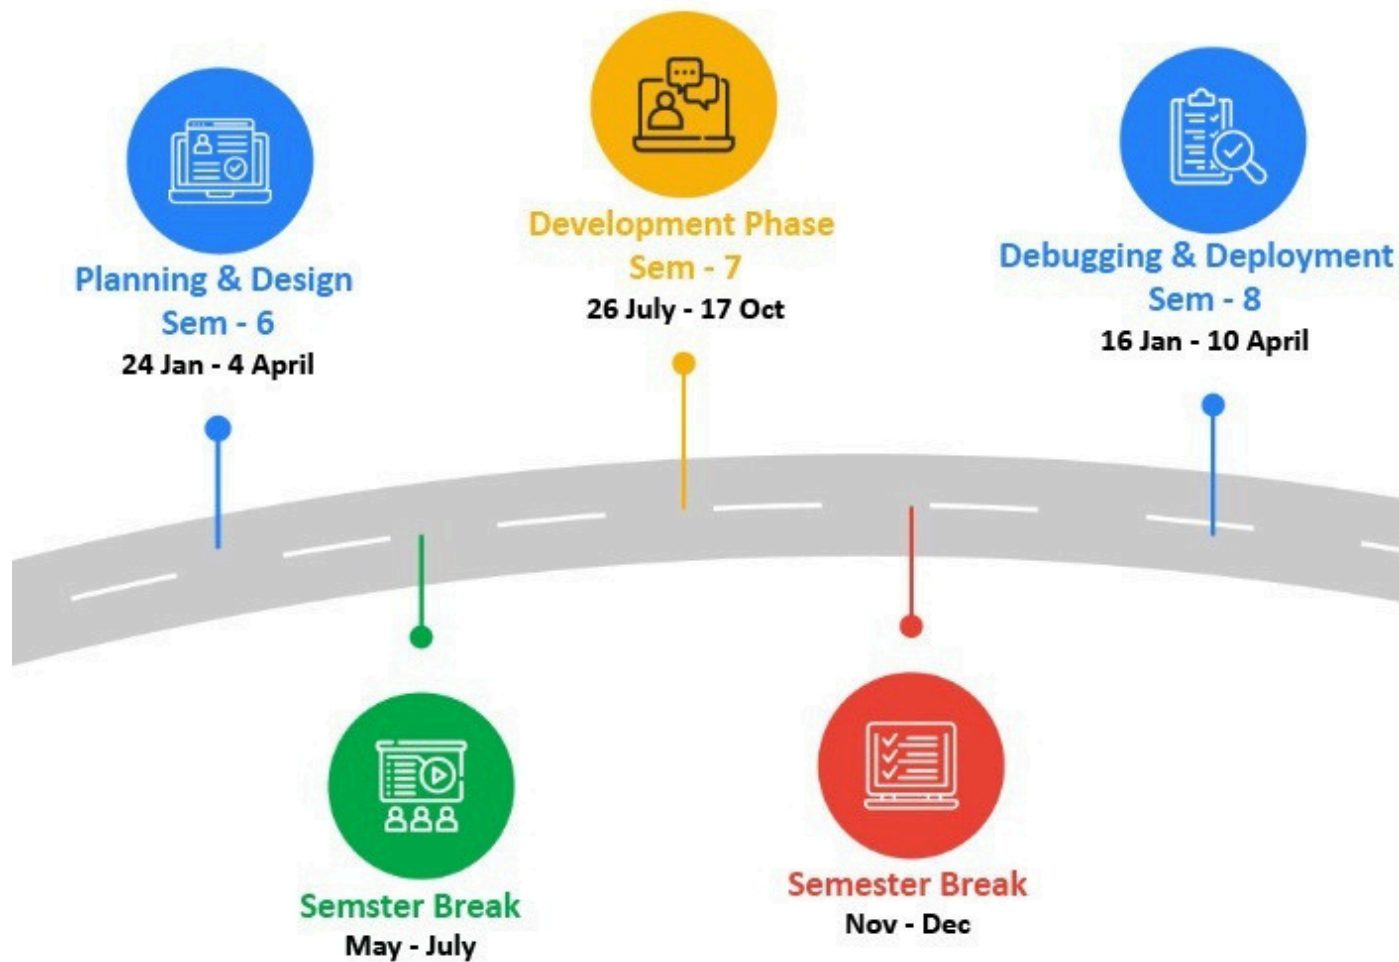 Planning & Design
Sem - 6
24 Jan - 4 April
Semster Break
May - July
Development Phase
Sem - 7
26 July - 17 Oct
Semester Break
Nov - Dec
Debugging & Deployment
Sem - 8
16 Jan - 10 April